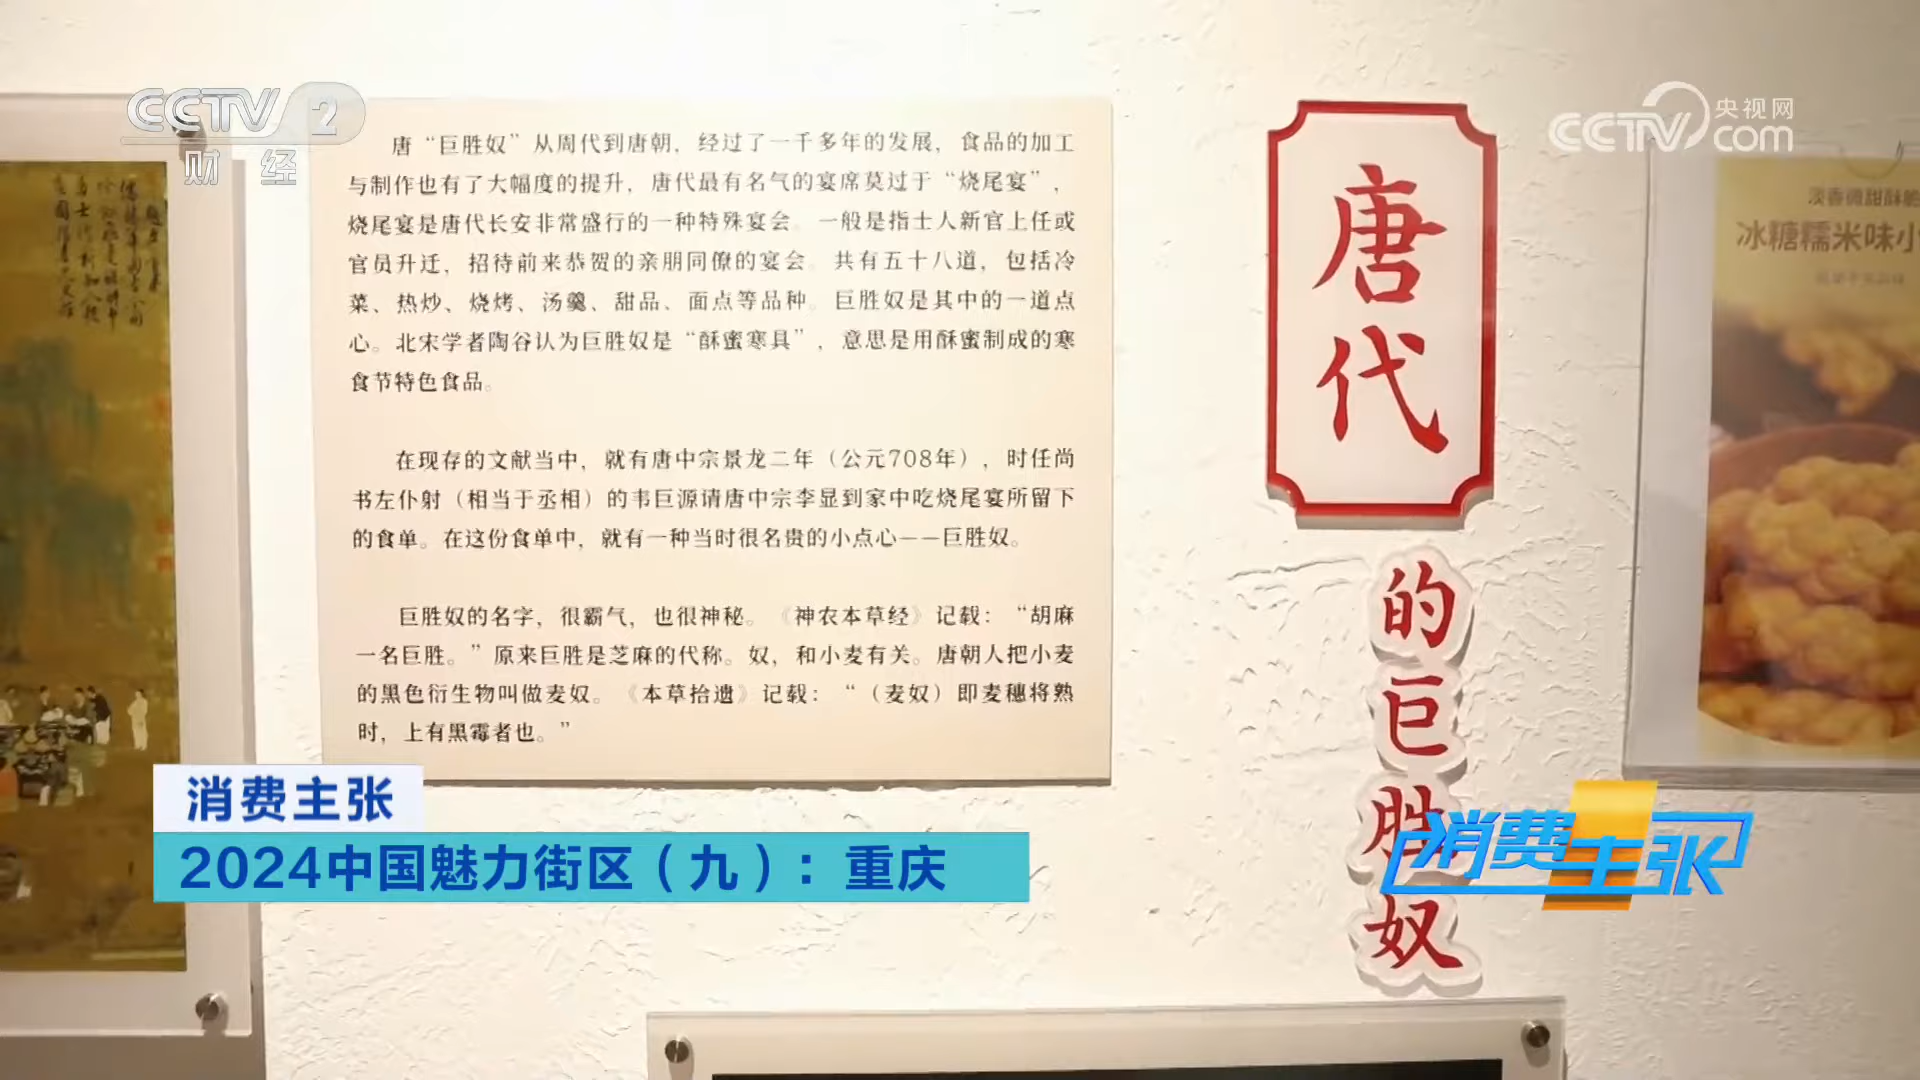 CCTV 2
财 经
CCTV 央视网
com
唐“巨胜奴”从周代到唐朝，经过了一千多年的发展，食品的加工
与制作也有了大幅度的提升，唐代最有名气的宴席莫过于“烧尾宴”，
烧尾宴是唐代长安非常盛行的一种特殊宴会。一般是指士人新官上任或
官员升迁，招待前来恭贺的亲朋同僚的宴会。共有五十八道，包括冷
菜、热炒、烧烤、汤羹、甜品、面点等品种。巨胜奴是其中的一道点
心。北宋学者陶谷认为巨胜奴是“酥蜜寒具”，意思是用酥蜜制成的寒
食节特色食品。
在现存的文献当中，就有唐中宗景龙二年（公元708年），时任尚
书左仆射（相当于丞相）的韦巨源请唐中宗李显到家中吃烧尾宴所留下
的食单。在这份食单中，就有一种当时很名贵的小点心——巨胜奴。
巨胜奴的名字，很霸气，也很神秘。《神农本草经》记载：“胡麻
一名巨胜。”原来巨胜是芝麻的代称。奴，和小麦有关。唐朝人把小麦
的黑色衍生物叫做麦奴。《本草拾遗》记载：“（麦奴）即麦穗将熟
时，上有黑霉者也。”
唐代
的巨胜奴
淡香微甜酥脆
冰糖糯米味小
消费主张
2024中国魅力街区（九）：重庆
消费主张